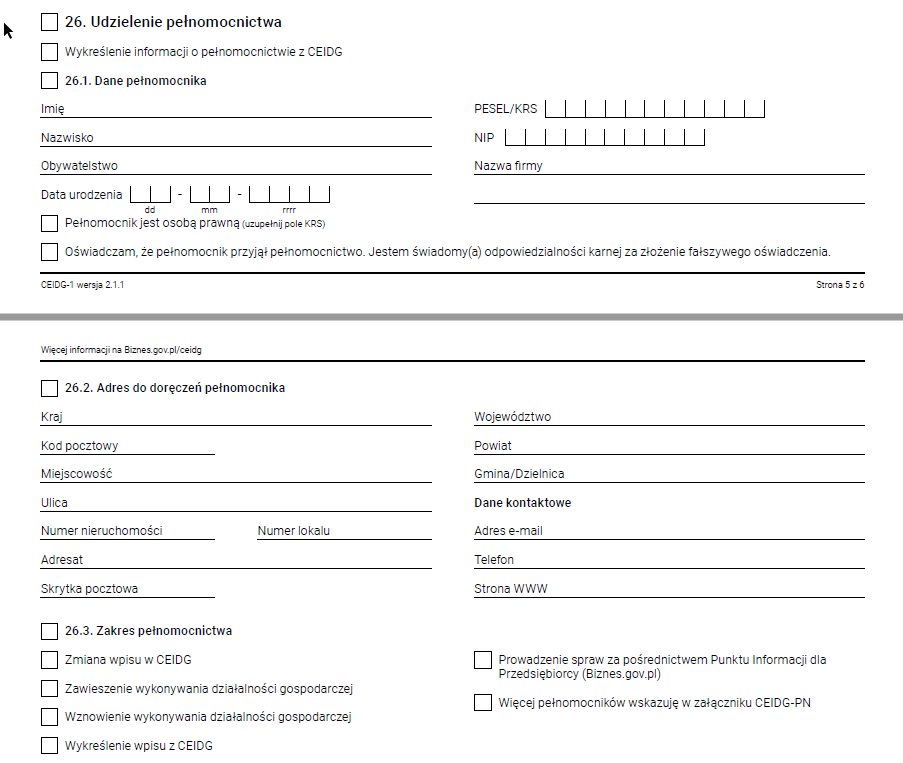 26. Udzielenie pełnomocnictwa
Wykreślenie informacji o pełnomocnictwie z CEIDG
26.1. Dane pełnomocnika
Imię
PESEL/KRS
Nazwisko
NIP
Obywatelstwo
Nazwa firmy
Data urodzenia - -
dd mm rrrr
Pełnomocnik jest osobą prawną (uzupełnij pole KRS)
Oświadczam, że pełnomocnik przyjął pełnomocnictwo. Jestem świadomy(a) odpowiedzialności karnej za złożenie fałszywego oświadczenia.
CEIDG-1 wersja 2.1.1
Strona 5 z 6
Więcej informacji na Biznes.gov.pl/ceidg
26.2. Adres do doręczeń pełnomocnika
Kraj
Województwo
Kod pocztowy
Powiat
Miejscowość
Gmina/Dzielnica
Ulica
Dane kontaktowe
Numer nieruchomości
Numer lokalu
Adres e-mail
Adresat
Telefon
Skrytka pocztowa
Strona WWW
26.3. Zakres pełnomocnictwa
Zmiana wpisu w CEIDG
Zawieszenie wykonywania działalności gospodarczej
Wznowienie wykonywania działalności gospodarczej
Wykreślenie wpisu z CEIDG
Prowadzenie spraw za pośrednictwem Punktu Informacji dla
Przedsiębiorcy (Biznes.gov.pl)
Więcej pełnomocników wskazuję w załączniku CEIDG-PN